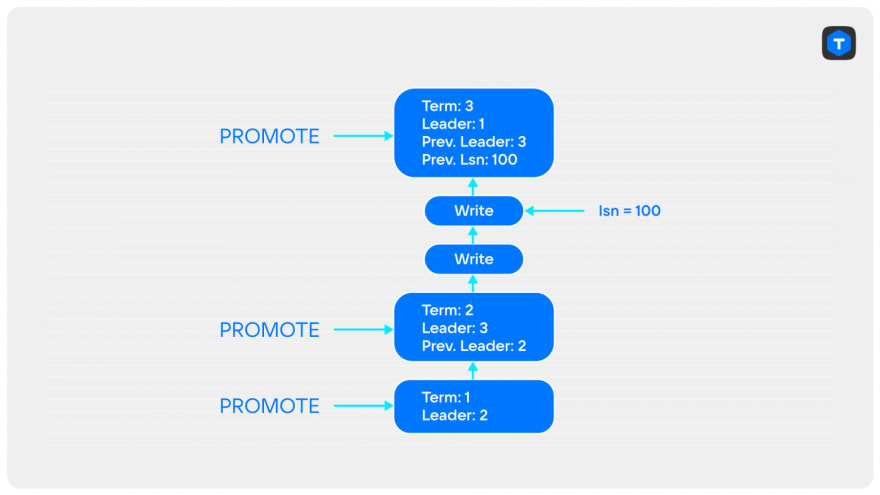 T
PROMOTE
Term: 3
Leader: 1
Prev. Leader: 3
Prev. Lsn: 100
Write
lsn = 100
Write
PROMOTE
Term: 2
Leader: 3
Prev. Leader: 2
PROMOTE
Term: 1
Leader: 2